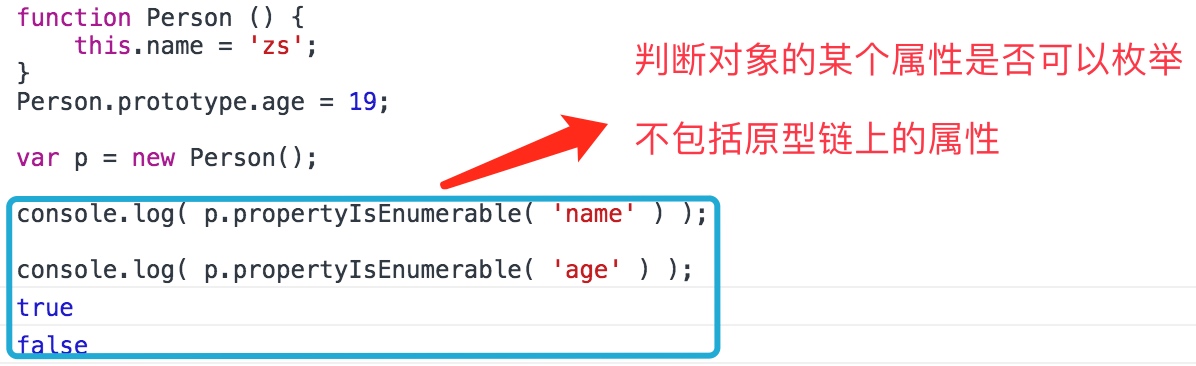 function Person () {
    this.name = 'zs';
}
Person.prototype.age = 19;
var p = new Person();
console.log( p.propertyIsEnumerable( 'name' ) );
console.log( p.propertyIsEnumerable( 'age' ) );
true
false
判断对象的某个属性是否可以枚举
不包括原型链上的属性